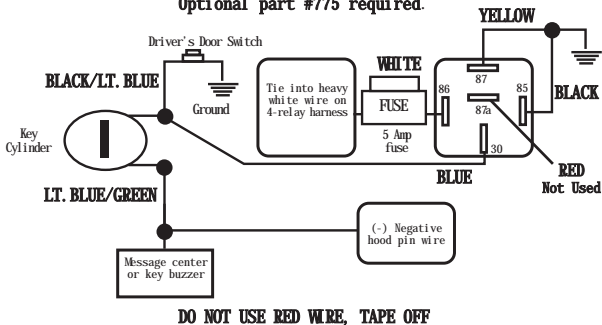 Optional part #775 required.
YELLOW
Driver's Door Switch
BLACK/LT. BLUE
WHITE
87
Tie into heavy
white wire on
4-relay harness
86
85
BLACK
FUSE
87a
Ground
Key
Cylinder
5 Amp
fuse
30
BLUE
RED
Not Used
LT. BLUE/GREEN
(-) Negative
hood pin wire
Message center
or key buzzer
DO NOT USE RED WIRE, TAPE OFF